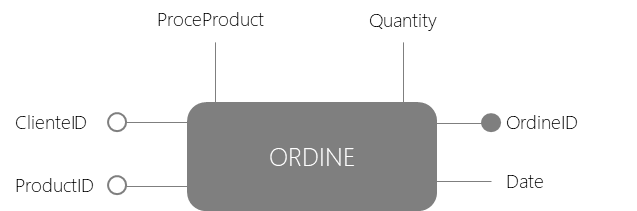 ProceProduct
Quantity
ClienteID
OrdineID
ORDINE
ProductID
Date